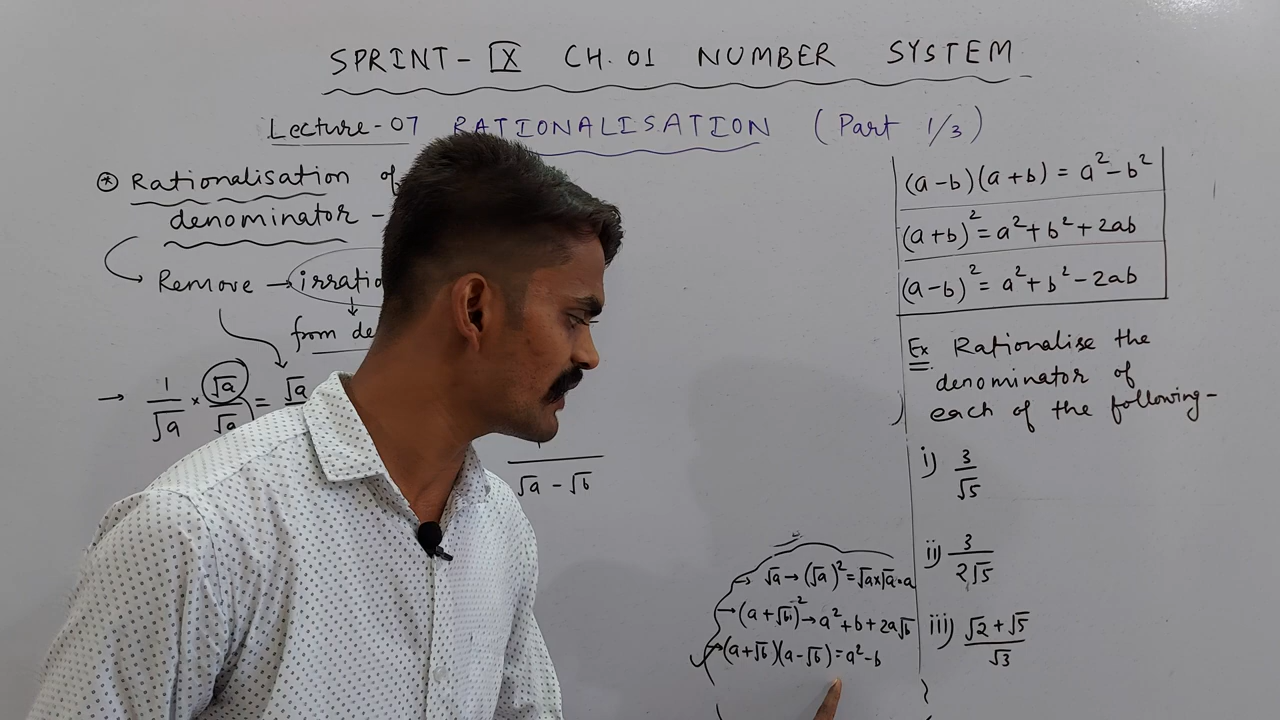 SPRINT- IX CH. 01 NUMBER SYSTEM
Lecture-07 RATIONALISATION (Part 1/3)
⊛ Rationalisation of
denominator -
Remove → irratio
from de
→ 1/√a × √a/√a = √a
1/√a - √b
→ √a → (√a)² = √a×√a = a
→ (a+√b)² → a²+b+2a√b
→ (a+√b)(a-√b) = a²-b
(a-b)(a+b) = a²-b²
(a+b)² = a²+b²+2ab
(a-b)² = a²+b²-2ab
Ex Rationalise the
denominator of
each of the following-
i) 3/√5
ii) 3/2√5
iii) √2+√5/√3